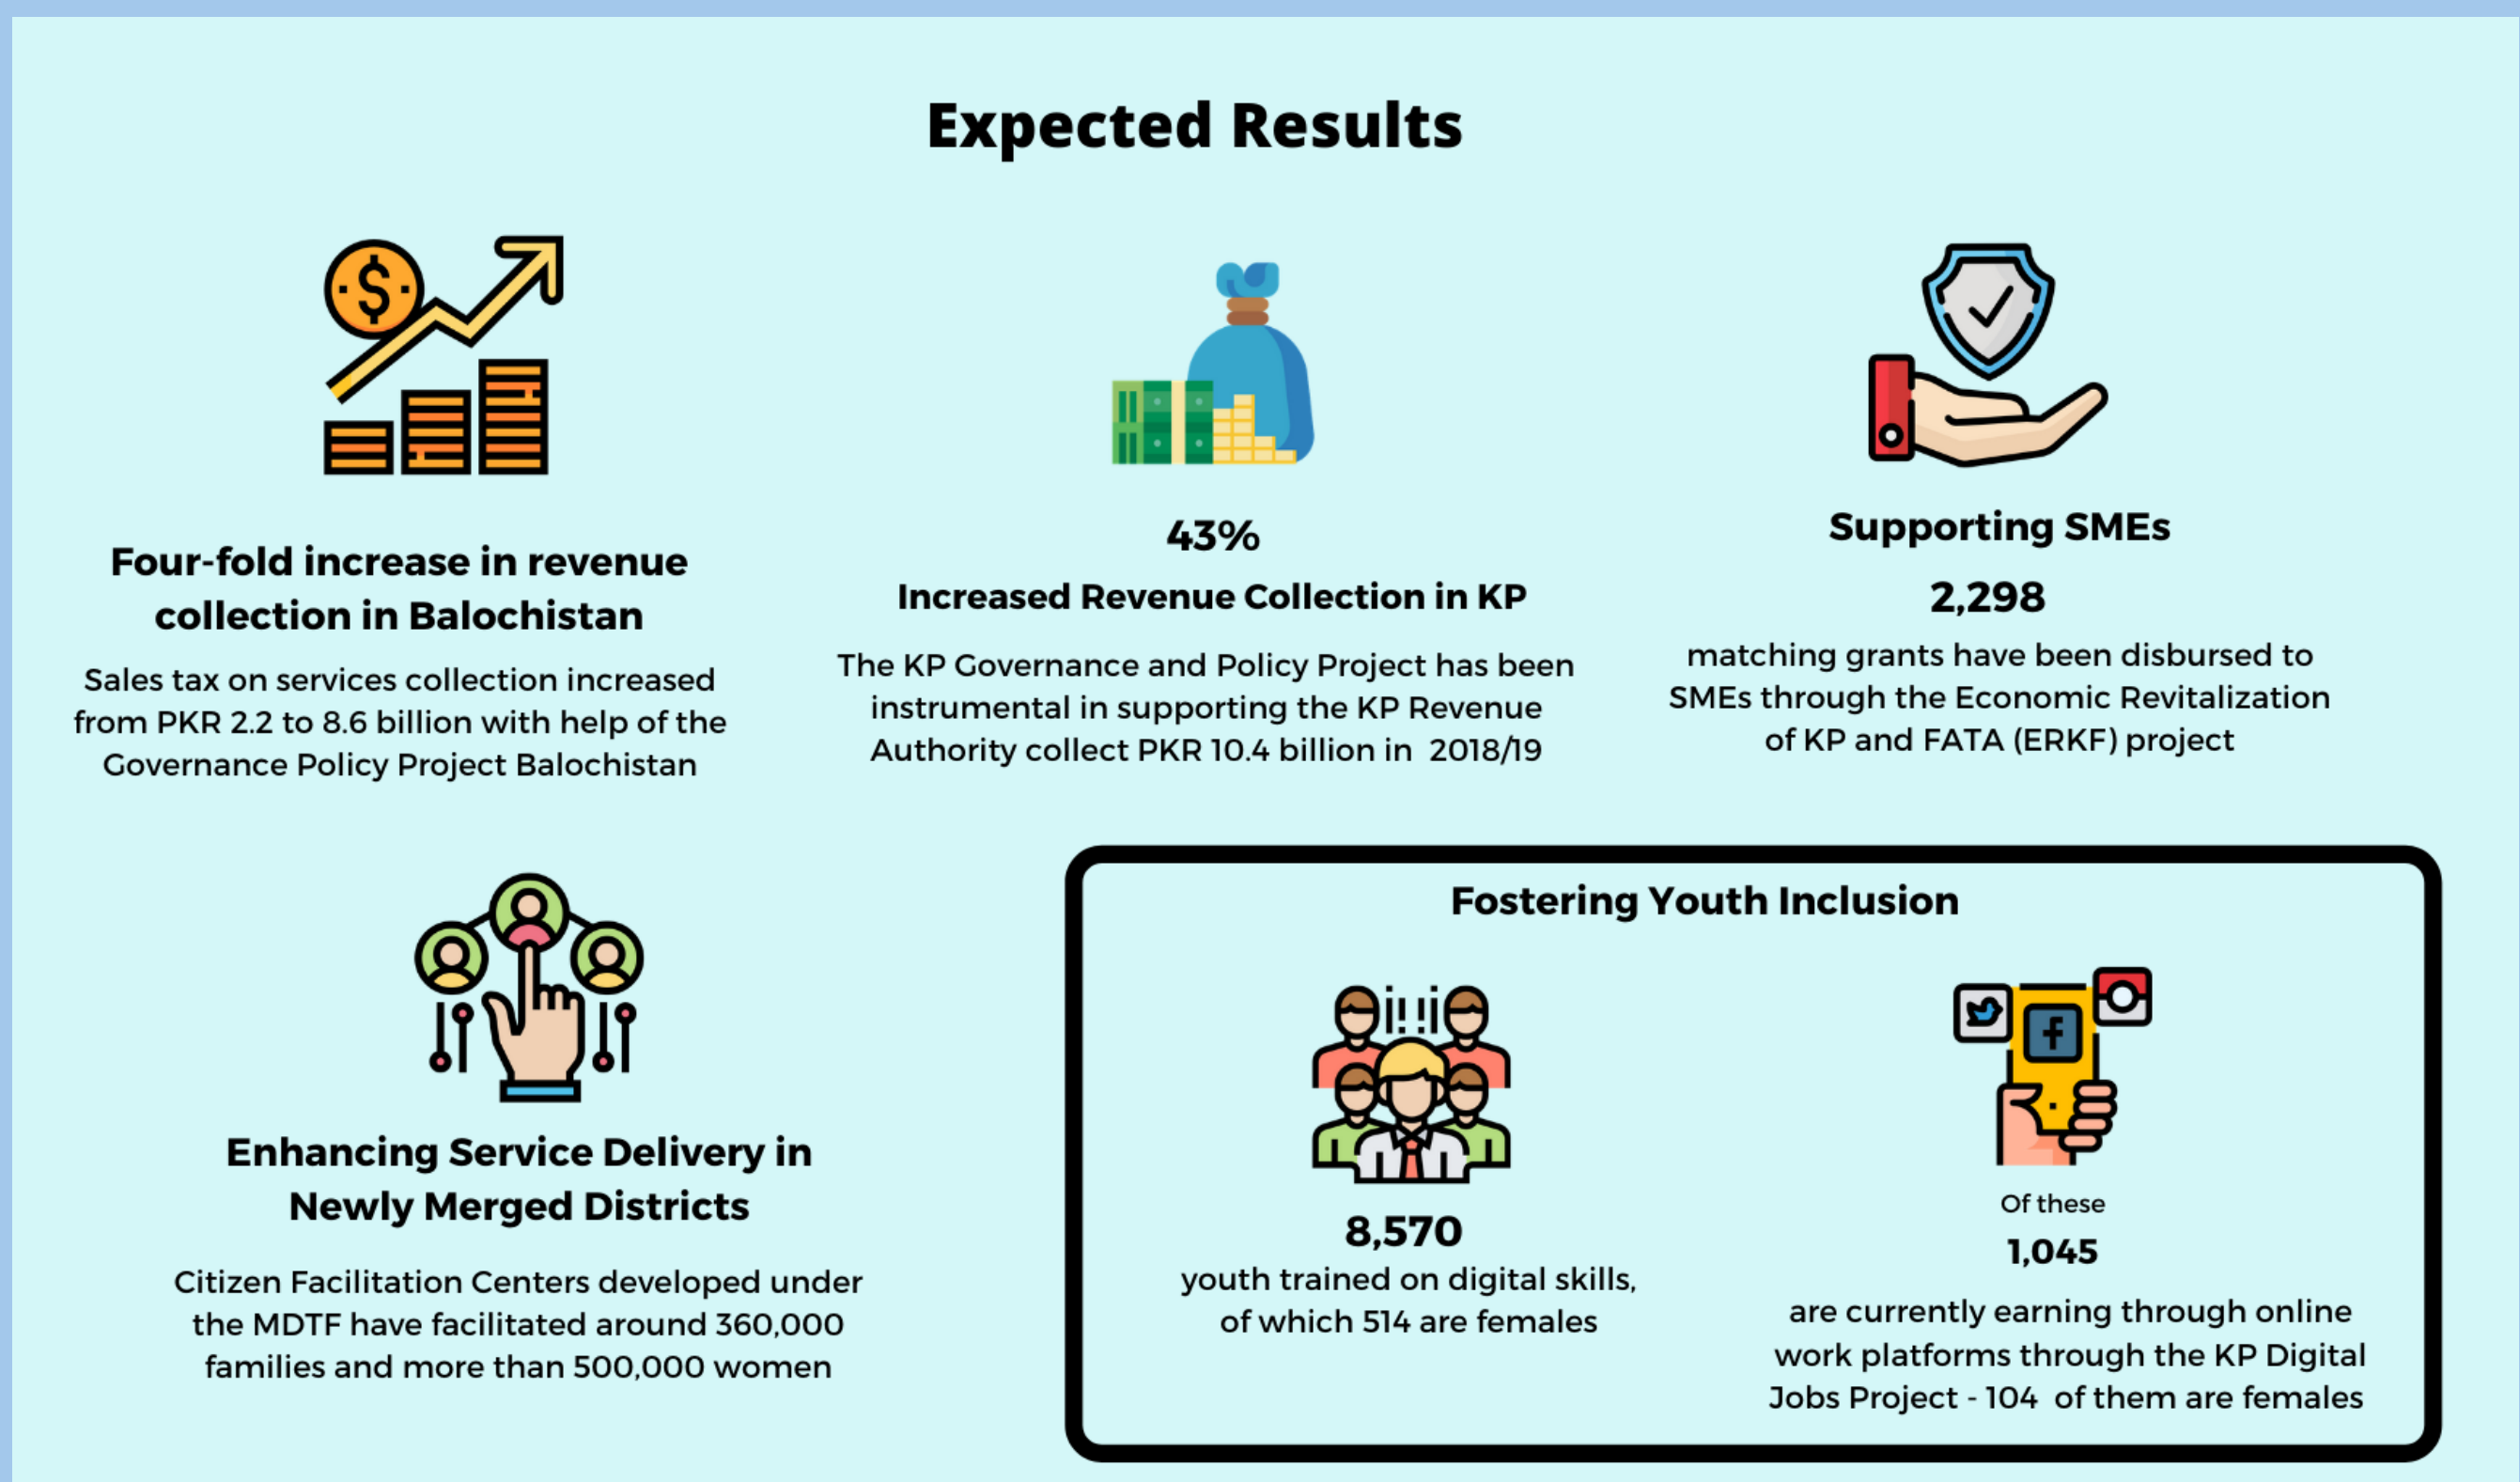 Expected Results
Four-fold increase in revenue
collection in Balochistan
Sales tax on services collection increased
from PKR 2.2 to 8.6 billion with help of the
Governance Policy Project Balochistan
43%
Increased Revenue Collection in KP
The KP Governance and Policy Project has been
instrumental in supporting the KP Revenue
Authority collect PKR 10.4 billion in 2018/19
Supporting SMEs
2,298
matching grants have been disbursed to
SMEs through the Economic Revitalization
of KP and FATA (ERKF) project
Enhancing Service Delivery in
Newly Merged Districts
Citizen Facilitation Centers developed under
the MDTF have facilitated around 360,000
families and more than 500,000 women
Fostering Youth Inclusion
8,570
youth trained on digital skills,
of which 514 are females
Of these
1,045
are currently earning through online
work platforms through the KP Digital
Jobs Project - 104 of them are females